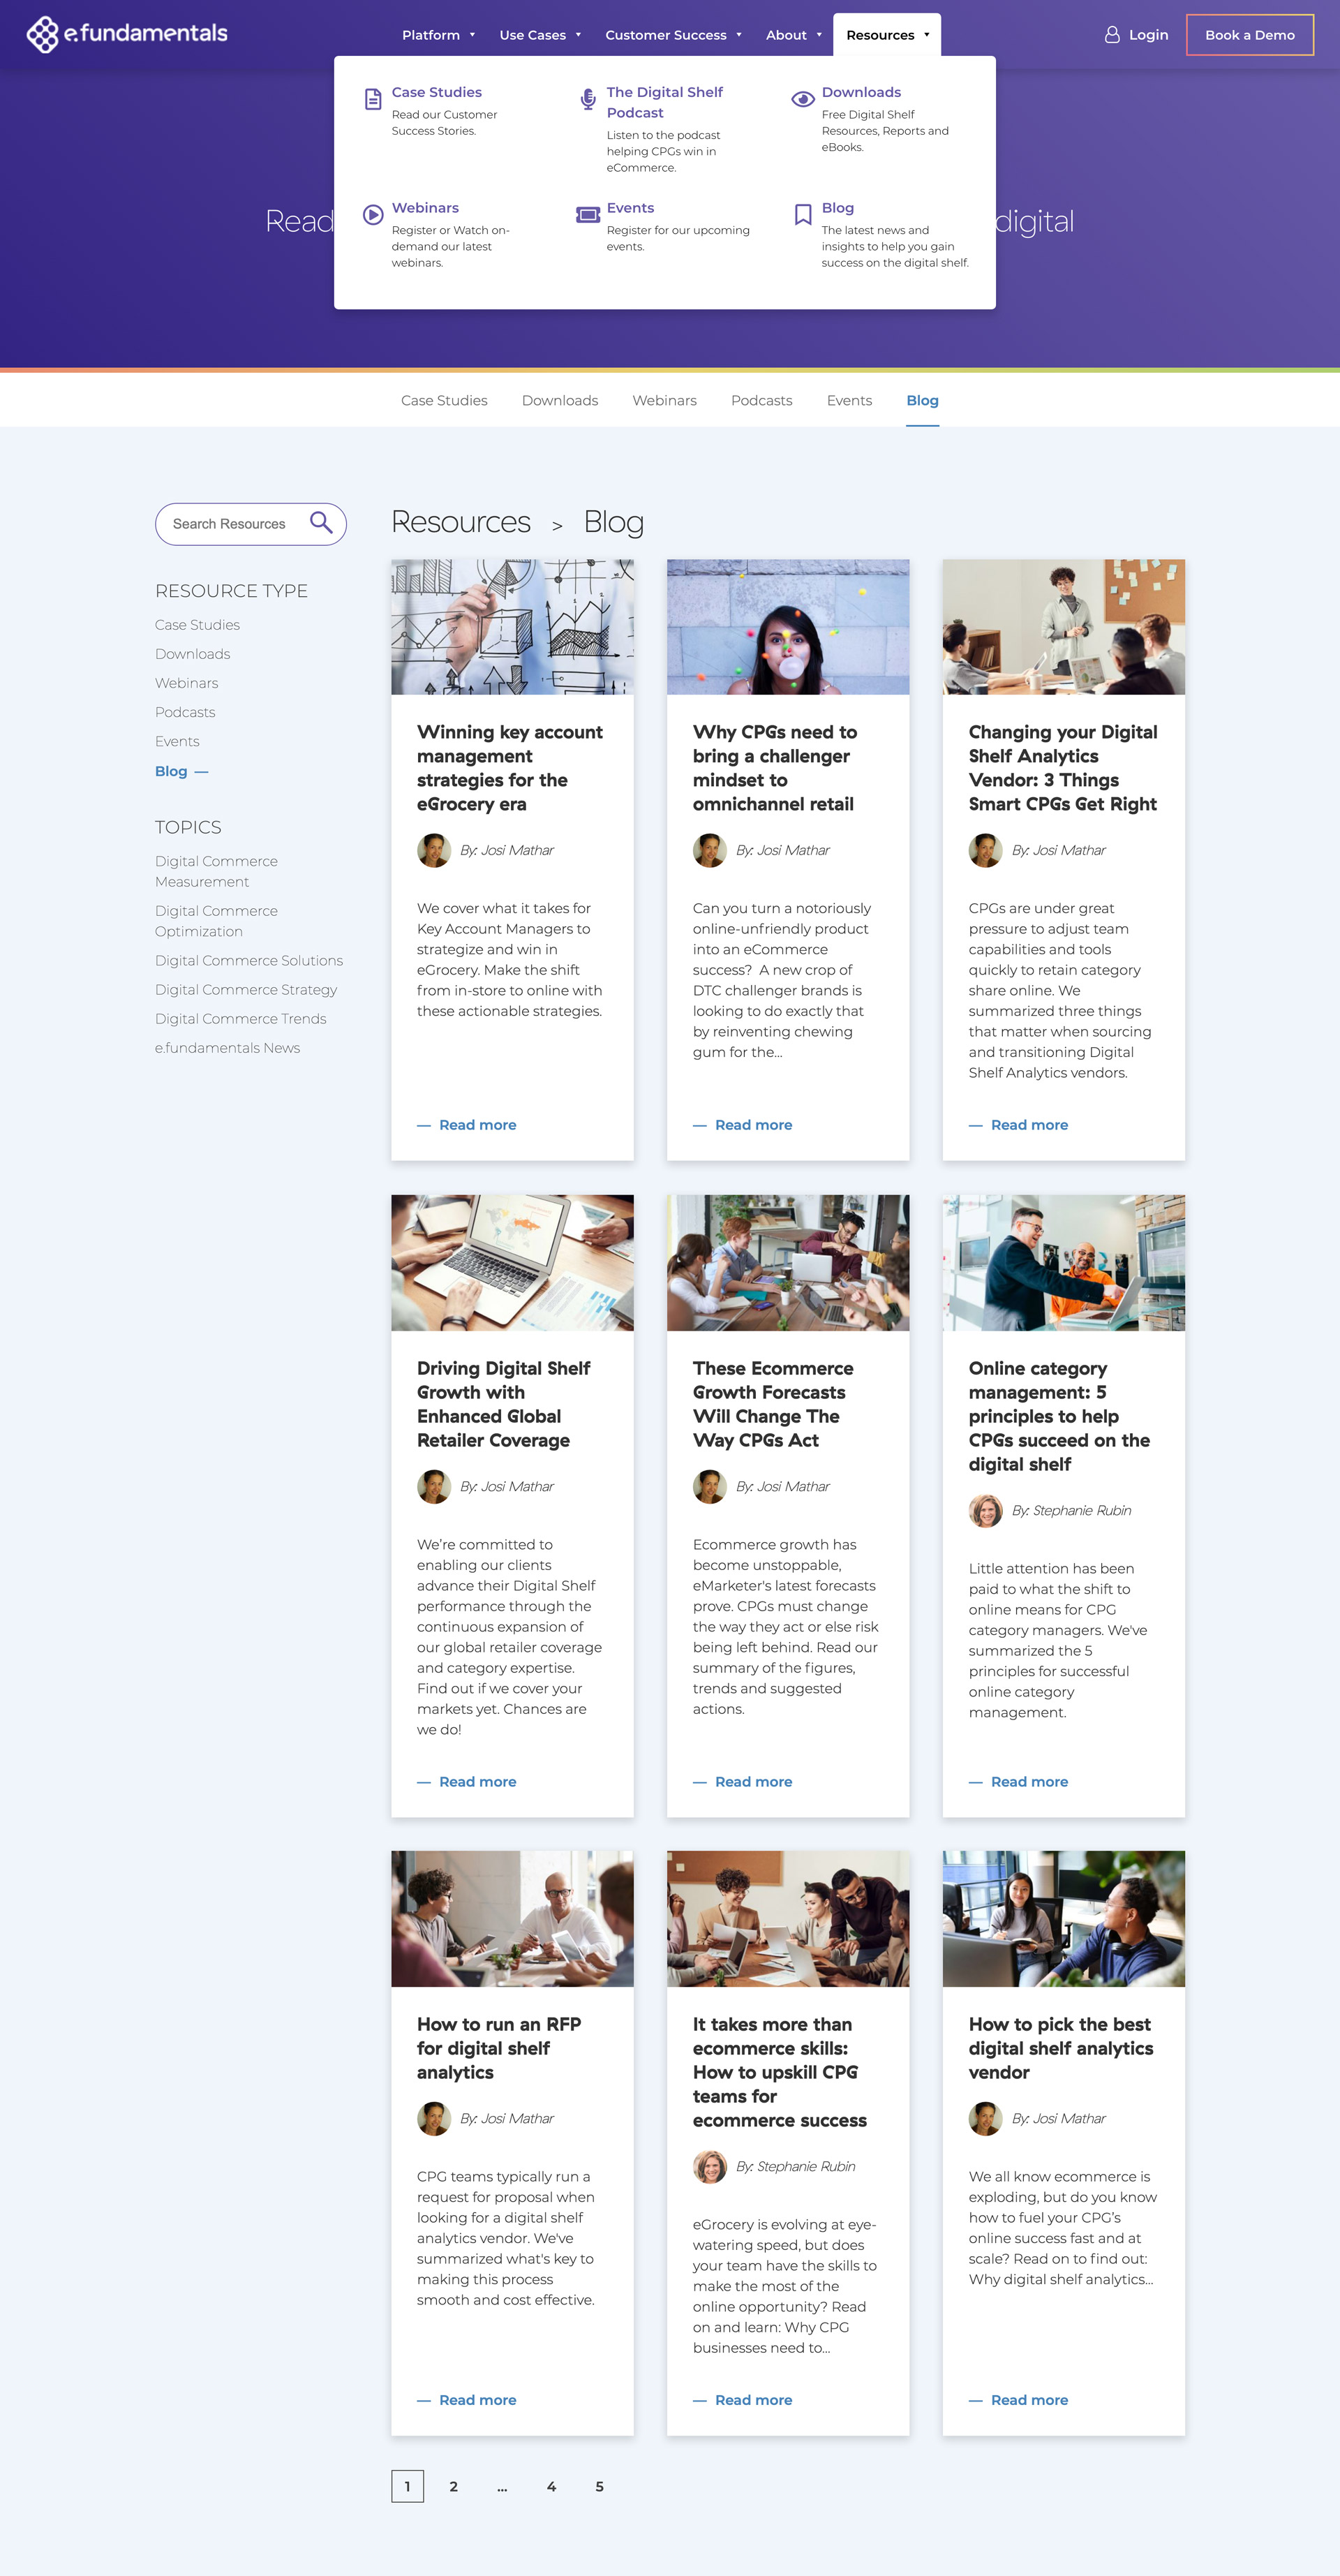 e.fundamentals
Platform
Use Cases
Customer Success
About
Resources
Login
Book a Demo
Case Studies
Read our Customer
Success Stories.
The Digital Shelf
Podcast
Listen to the podcast
helping CPGs win in
eCommerce.
Downloads
Free Digital Shelf
Resources, Reports and
eBooks.
Webinars
Register or Watch on-
demand our latest
webinars.
Events
Register for our upcoming
events.
Blog
The latest news and
insights to help you gain
success on the digital shelf.
Read
digital
Case Studies
Downloads
Webinars
Podcasts
Events
Blog
Search Resources
RESOURCE TYPE
Case Studies
Downloads
Webinars
Podcasts
Events
Blog —
TOPICS
Digital Commerce
Measurement
Digital Commerce
Optimization
Digital Commerce Solutions
Digital Commerce Strategy
Digital Commerce Trends
e.fundamentals News
Resources > Blog
Winning key account
management
strategies for the
eGrocery era
By: Josi Mathar
We cover what it takes for
Key Account Managers to
strategize and win in
eGrocery. Make the shift
from in-store to online with
these actionable strategies.
— Read more
Why CPGs need to
bring a challenger
mindset to
omnichannel retail
By: Josi Mathar
Can you turn a notoriously
online-unfriendly product
into an eCommerce
success? A new crop of
DTC challenger brands is
looking to do exactly that
by reinventing chewing
gum for the...
— Read more
Changing your Digital
Shelf Analytics
Vendor: 3 Things
Smart CPGs Get Right
By: Josi Mathar
CPGs are under great
pressure to adjust team
capabilities and tools
quickly to retain category
share online. We
summarized three things
that matter when sourcing
and transitioning Digital
Shelf Analytics vendors.
— Read more
Driving Digital Shelf
Growth with
Enhanced Global
Retailer Coverage
By: Josi Mathar
We're committed to
enabling our clients
advance their Digital Shelf
performance through the
continuous expansion of
our global retailer coverage
and category expertise.
Find out if we cover your
markets yet. Chances are
we do!
— Read more
These Ecommerce
Growth Forecasts
Will Change The
Way CPGs Act
By: Josi Mathar
Ecommerce growth has
become unstoppable,
eMarketer's latest forecasts
prove. CPGs must change
the way they act or else risk
being left behind. Read our
summary of the figures,
trends and suggested
actions.
— Read more
Online category
management: 5
principles to help
CPGs succeed on the
digital shelf
By: Stephanie Rubin
Little attention has been
paid to what the shift to
online means for CPG
category managers. We've
summarized the 5
principles for successful
online category
management.
— Read more
How to run an RFP
for digital shelf
analytics
By: Josi Mathar
CPG teams typically run a
request for proposal when
looking for a digital shelf
analytics vendor. We've
summarized what's key to
making this process
smooth and cost effective.
— Read more
It takes more than
ecommerce skills:
How to upskill CPG
teams for
ecommerce success
By: Stephanie Rubin
eGrocery is evolving at eye-
watering speed, but does
your team have the skills to
make the most of the
online opportunity? Read
on and learn: Why CPG
businesses need to...
— Read more
How to pick the best
digital shelf analytics
vendor
By: Josi Mathar
We all know ecommerce is
exploding, but do you know
how to fuel your CPG's
online success fast and at
scale? Read on to find out:
Why digital shelf analytics...
— Read more
1 2 ... 4 5